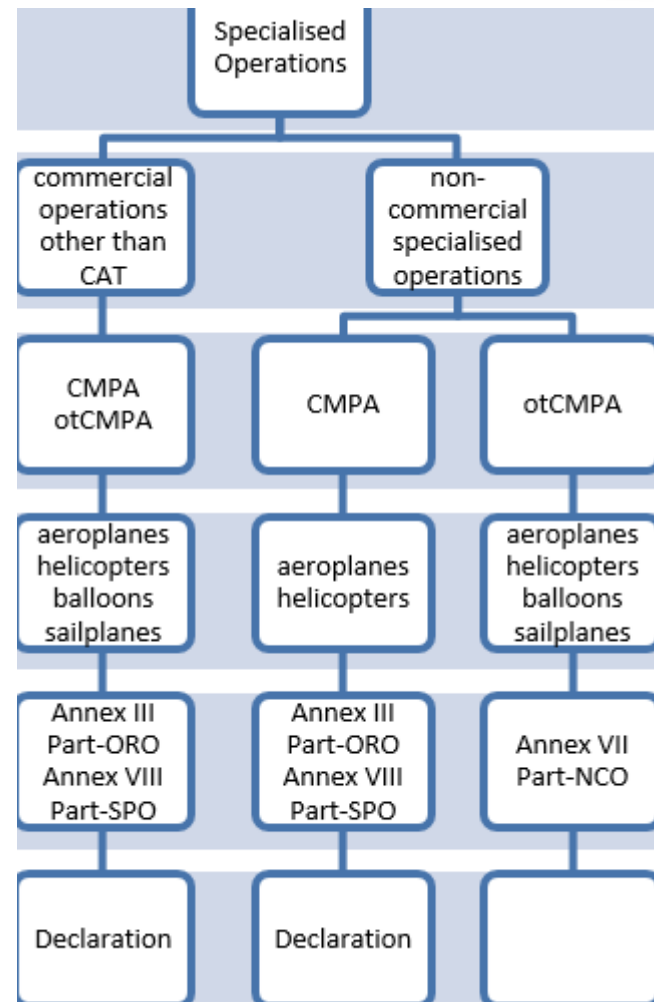 Specialised
Operations
commercial
operations
other than
CAT
non-
commercial
specialised
operations
CMPA
otCMPA
CMPA
otCMPA
aeroplanes
helicopters
balloons
sailplanes
aeroplanes
helicopters
aeroplanes
helicopters
balloons
sailplanes
Annex III
Part-ORO
Annex VIII
Part-SPO
Annex III
Part-ORO
Annex VIII
Part-SPO
Annex VII
Part-NCO
Declaration
Declaration